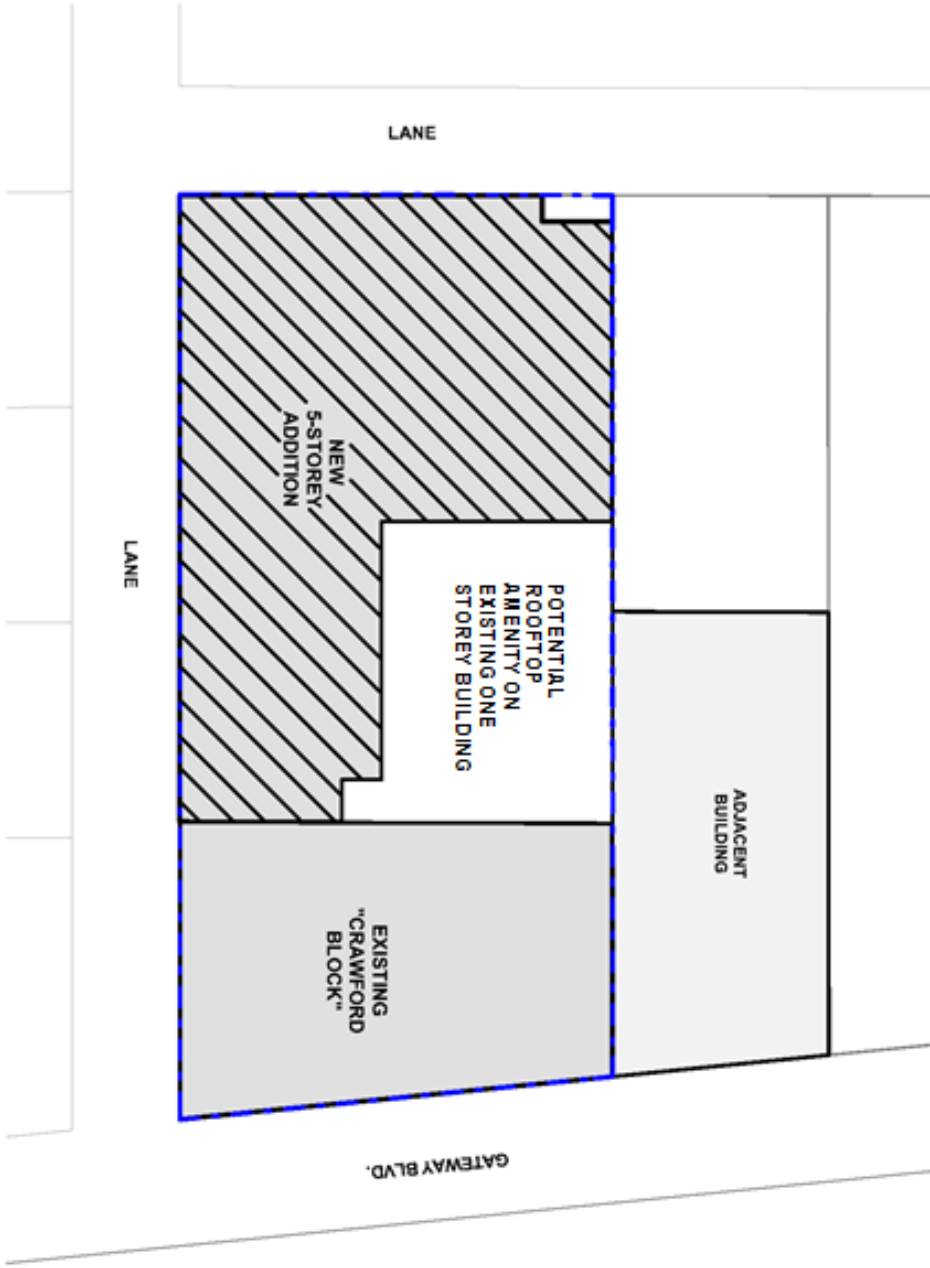 LANE
NEW
5-STOREY
ADDITION
LANE
POTENTIAL
ROOFTOP
AMENITY ON
EXISTING ONE
STOREY BUILDING
ADJACENT
BUILDING
EXISTING
"CRAWFORD
BLOCK"
GATEWAY BLVD.